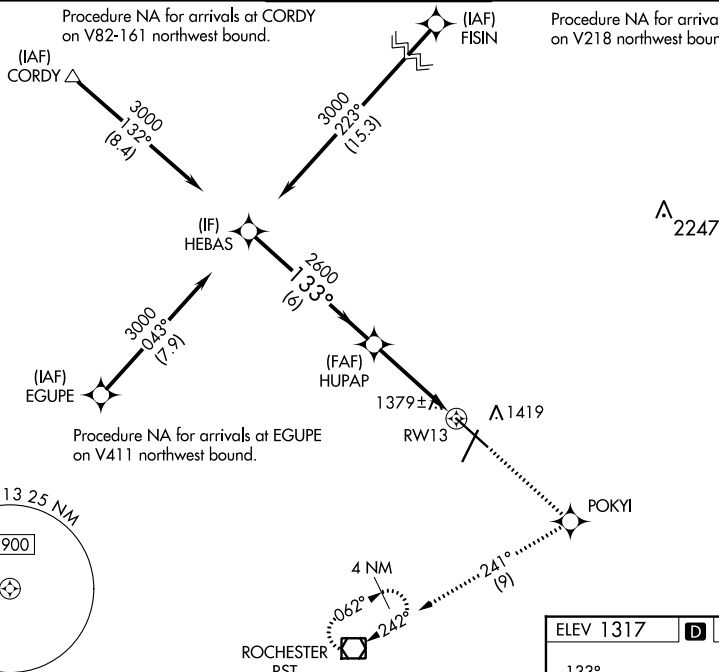 Procedure NA for arrivals at CORDY
on V82-161 northwest bound.
(IAF)
FISIN
Procedure NA for
on V218 northwest
(IAF)
CORDY
3000
132°
(8.4)
3000
223°
(15.3)
2247
(IF)
HEBAS
2600
133°
(6)
3000
043°
(7.9)
(IAF)
EGUPE
(FAF)
HUPAP
1379±
1419
RW13
Procedure NA for arrivals at EGUPE
on V411 northwest bound.
13 25 NM
900
POKYI
4 NM
241°
(9)
062°
242°
ROCHESTER
RST
ELEV 1317
D
133°